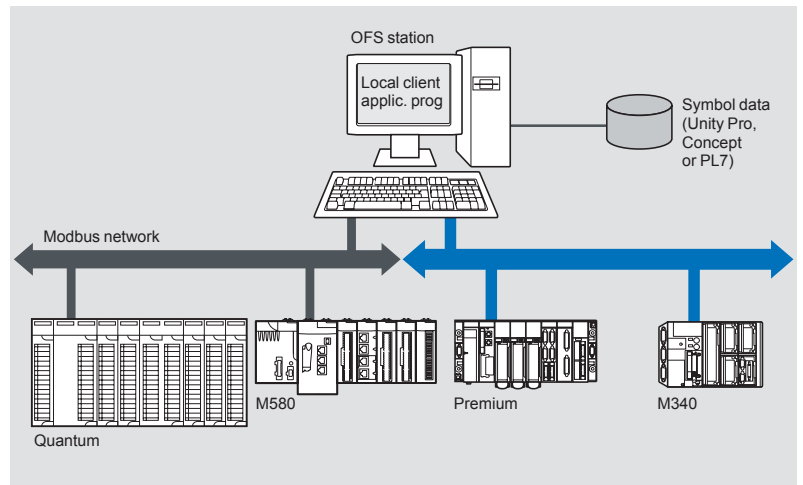 OFS station
Local client
applic. prog
Symbol data
(Unity Pro,
Concept
or PL7)
Modbus network
M580
Premium
M340
Quantum